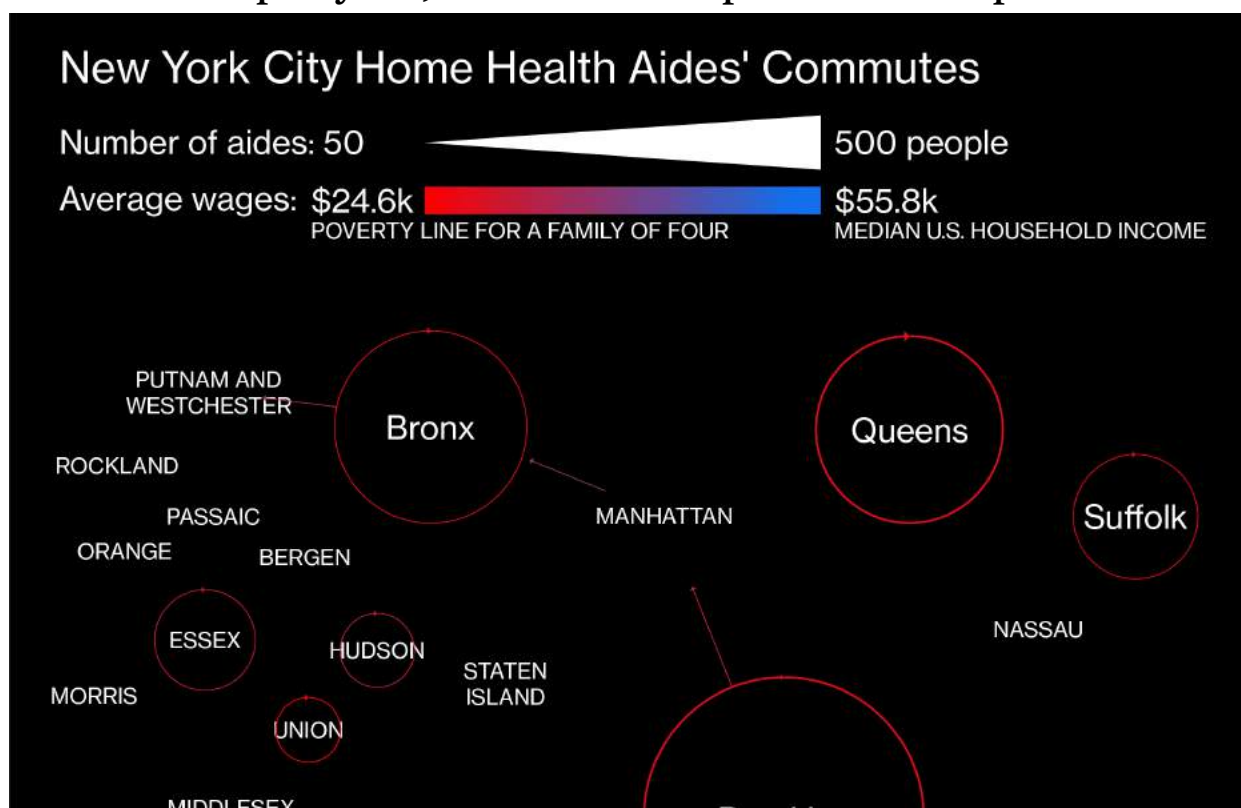 New York City Home Health Aides' Commutes
Number of aides: 50
500 people
Average wages: $24.6k
$55.8k
POVERTY LINE FOR A FAMILY OF FOUR
MEDIAN U.S. HOUSEHOLD INCOME
PUTNAM AND
WESTCHESTER
Bronx
Queens
ROCKLAND
PASSAIC
MANHATTAN
Suffolk
ORANGE
BERGEN
ESSEX
HUDSON
NASSAU
STATEN
ISLAND
MORRIS
UNION
MIDDLESEX